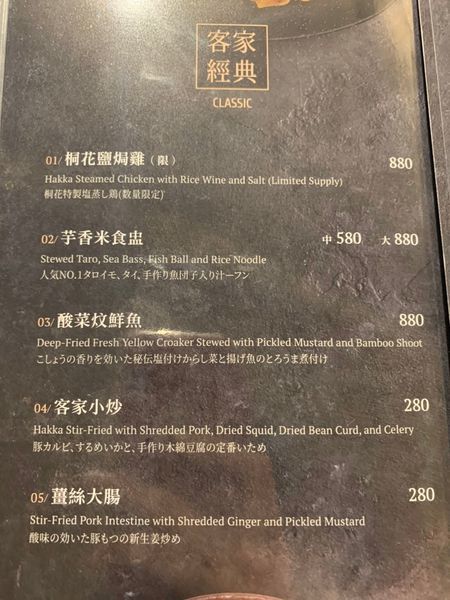 客家
經典
CLASSIC
01/ 桐花鹽焗雞（限） 880
Hakka Steamed Chicken with Rice Wine and Salt (Limited Supply)
桐花特製塩蒸し鶏(数量限定)
02/ 芋香米食盅 中 580 大 880
Stewed Taro, Sea Bass, Fish Ball and Rice Noodle
人気NO.1タロイモ、タイ、手作り魚団子入り汁ーフン
03/ 酸菜炆鮮魚 880
Deep-Fried Fresh Yellow Croaker Stewed with Pickled Mustard and Bamboo Shoot
こしょうの香りを効いた秘伝塩付けからし菜と揚げ魚のとろうま煮付け
04/ 客家小炒 280
Hakka Stir-Fried with Shredded Pork, Dried Squid, Dried Bean Curd, and Celery
豚カルビ、するめいかと、手作り木綿豆腐の定番いため
05/ 薑絲大腸 280
Stir-Fried Pork Intestine with Shredded Ginger and Pickled Mustard
酸味の効いた豚もつの新生姜炒め